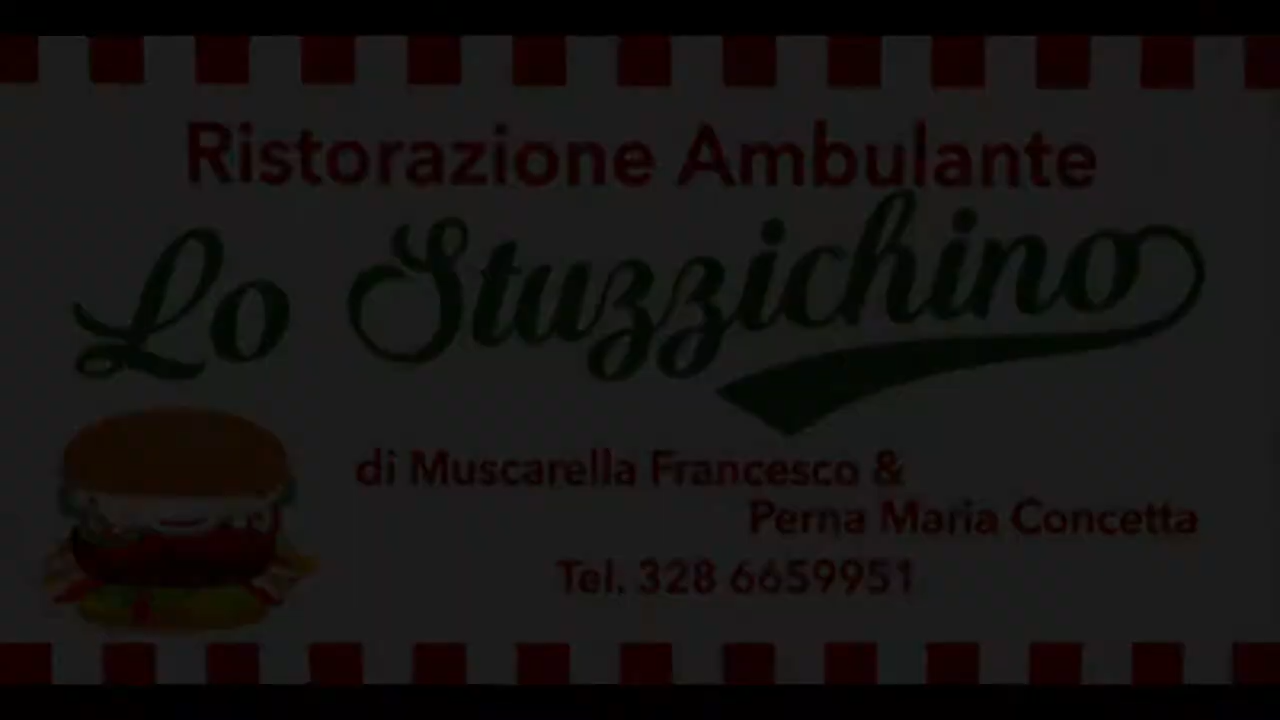 Ristorazione Ambulante
Lo Stuzzichino
di Muscarella Francesco &
Perna Maria Concetta
Tel. 328 6659951